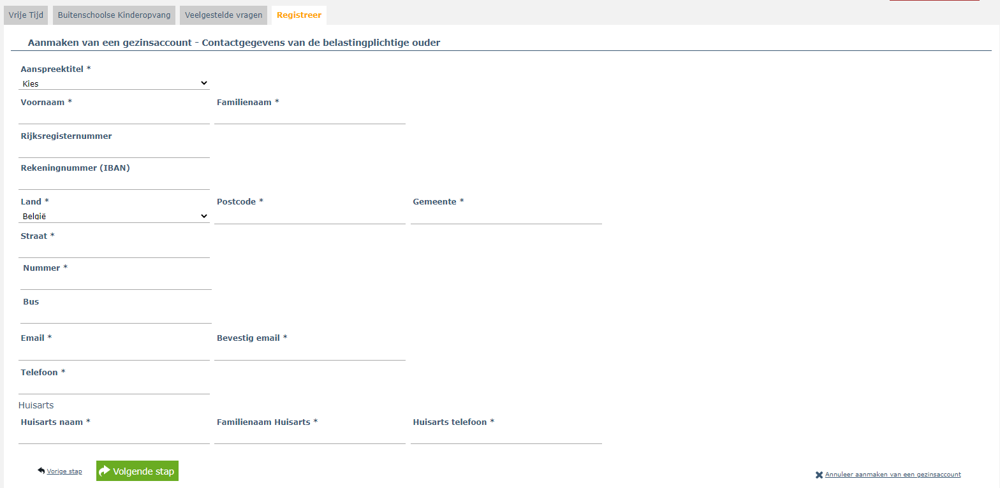 Vrije Tijd Buitenschoolse Kinderopvang Veelgestelde vragen Registreer
Aanmaken van een gezinsaccount - Contactgegevens van de belastingplichtige ouder
Aanspreektitel *
Kies
Voornaam * Familienaam *
Rijksregisternummer
Rekeningnummer (IBAN)
Land * Postcode * Gemeente *
België
Straat *
Nummer *
Bus
Email * Bevestig email *
Telefoon *
Huisarts
Huisarts naam * Familienaam Huisarts * Huisarts telefoon *
Vorige stap Volgende stap Annuleer aanmaken van een gezinsaccount